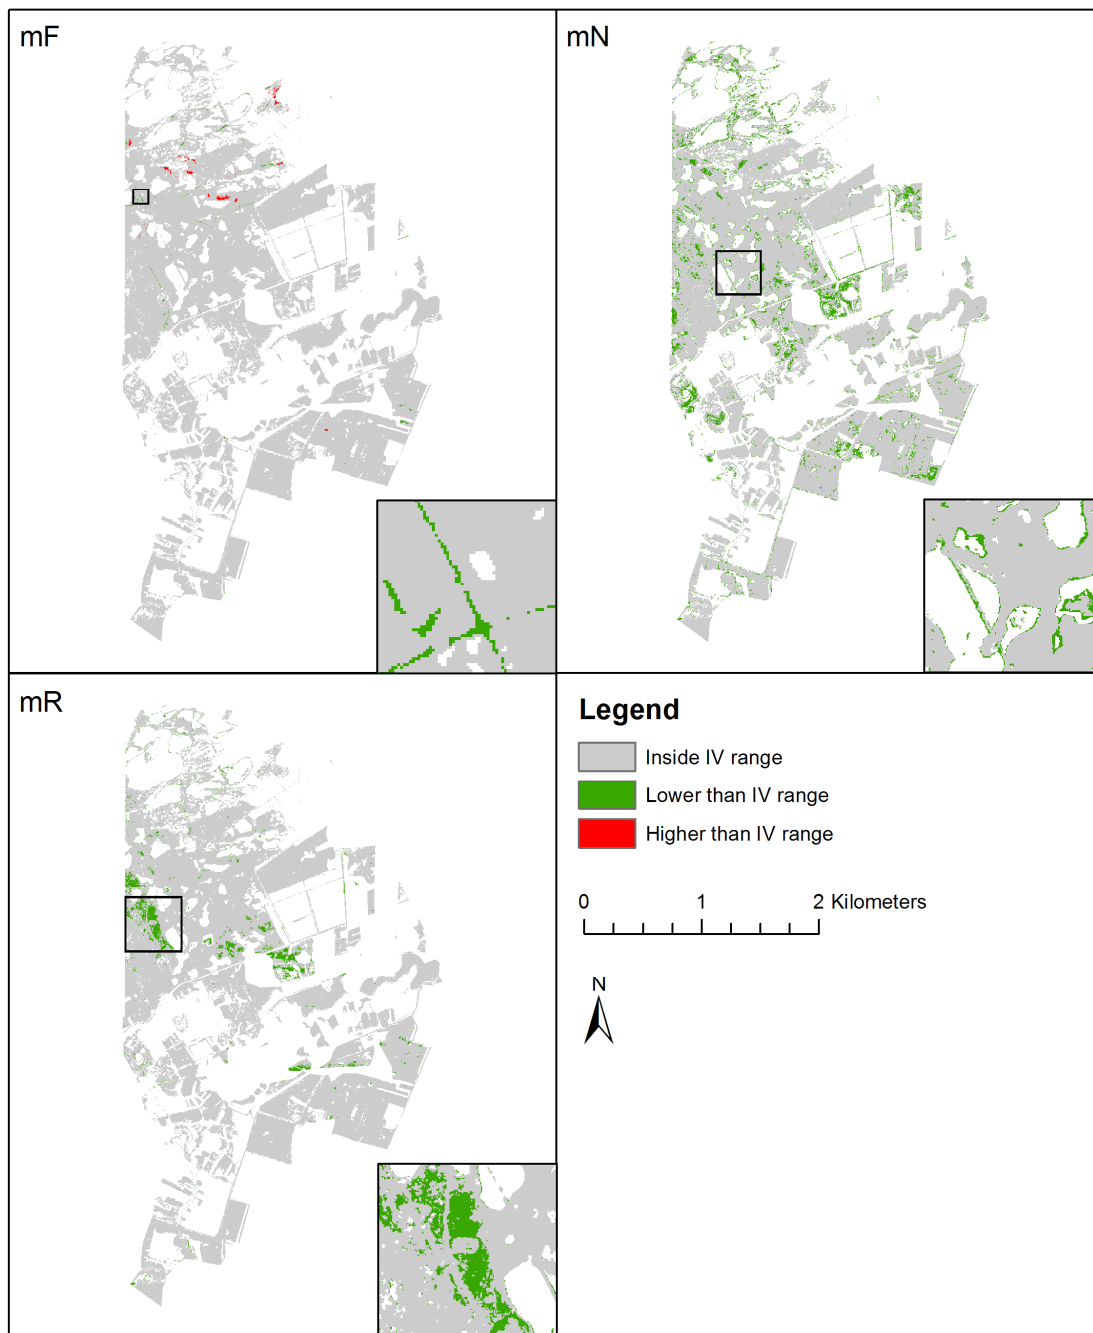 mF
mN
mR
Legend
Inside IV range
Lower than IV range
Higher than IV range
0 1 2 Kilometers
N